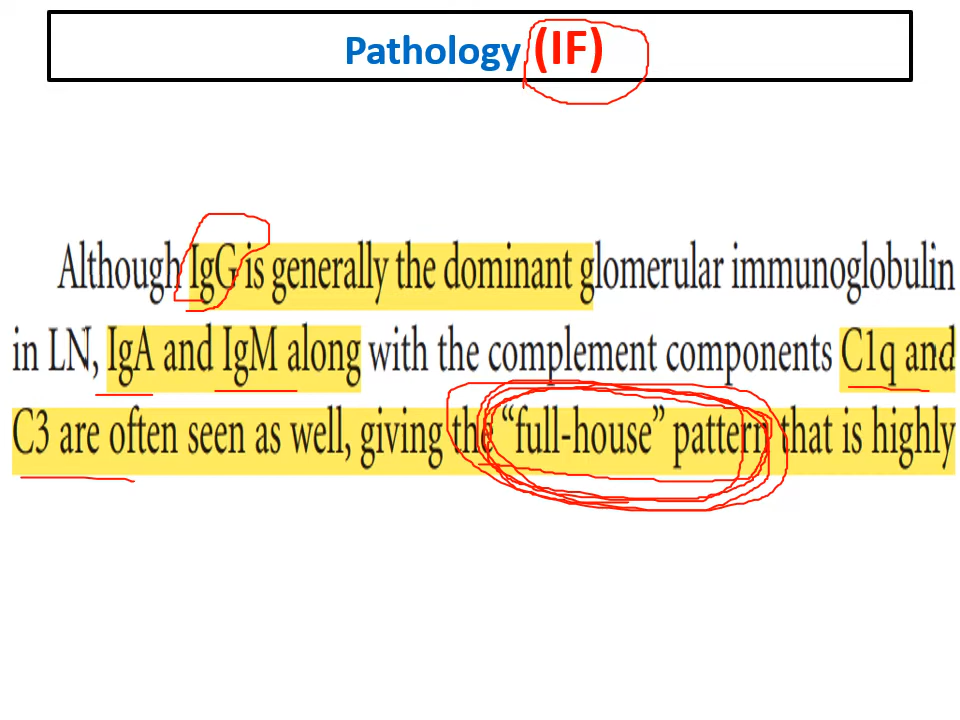 Pathology (IF)
Although IgG is generally the dominant glomerular immunoglobulin
in LN, IgA and IgM along with the complement components C1q and
C3 are often seen as well, giving the “full-house” pattern that is highly